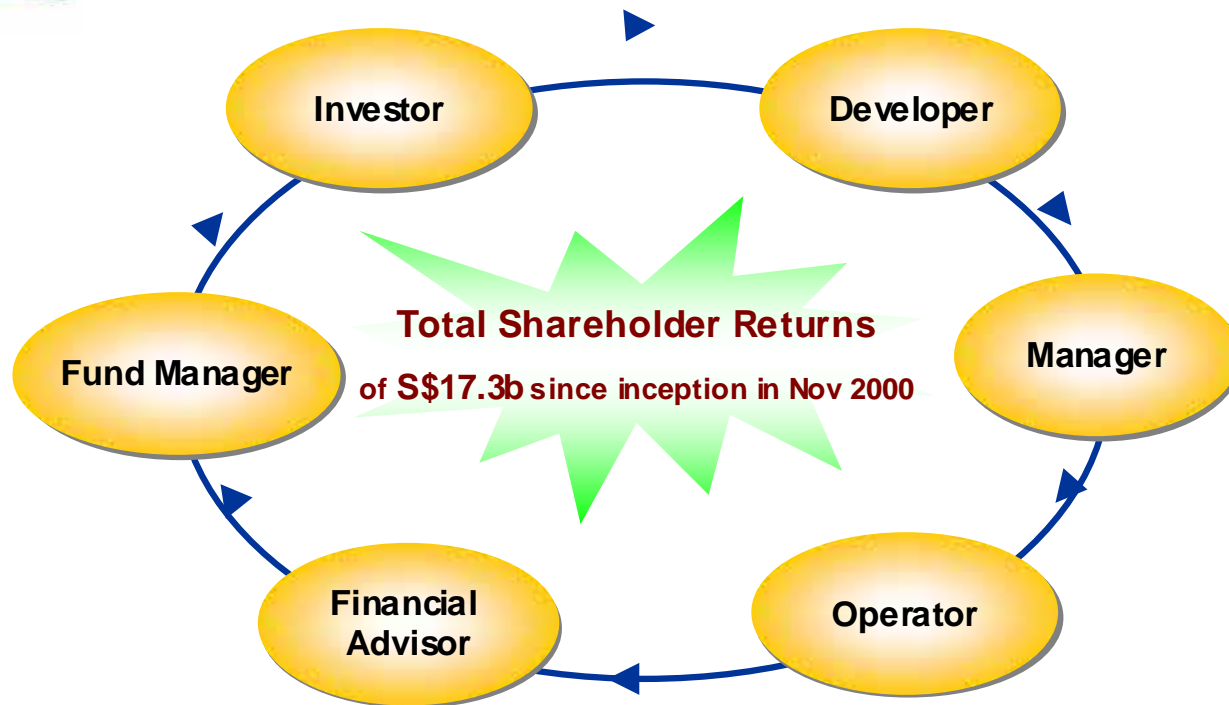 Investor
Developer
Total Shareholder Returns
of S$17.3b since inception in Nov 2000
Fund Manager
Manager
Financial
Advisor
Operator